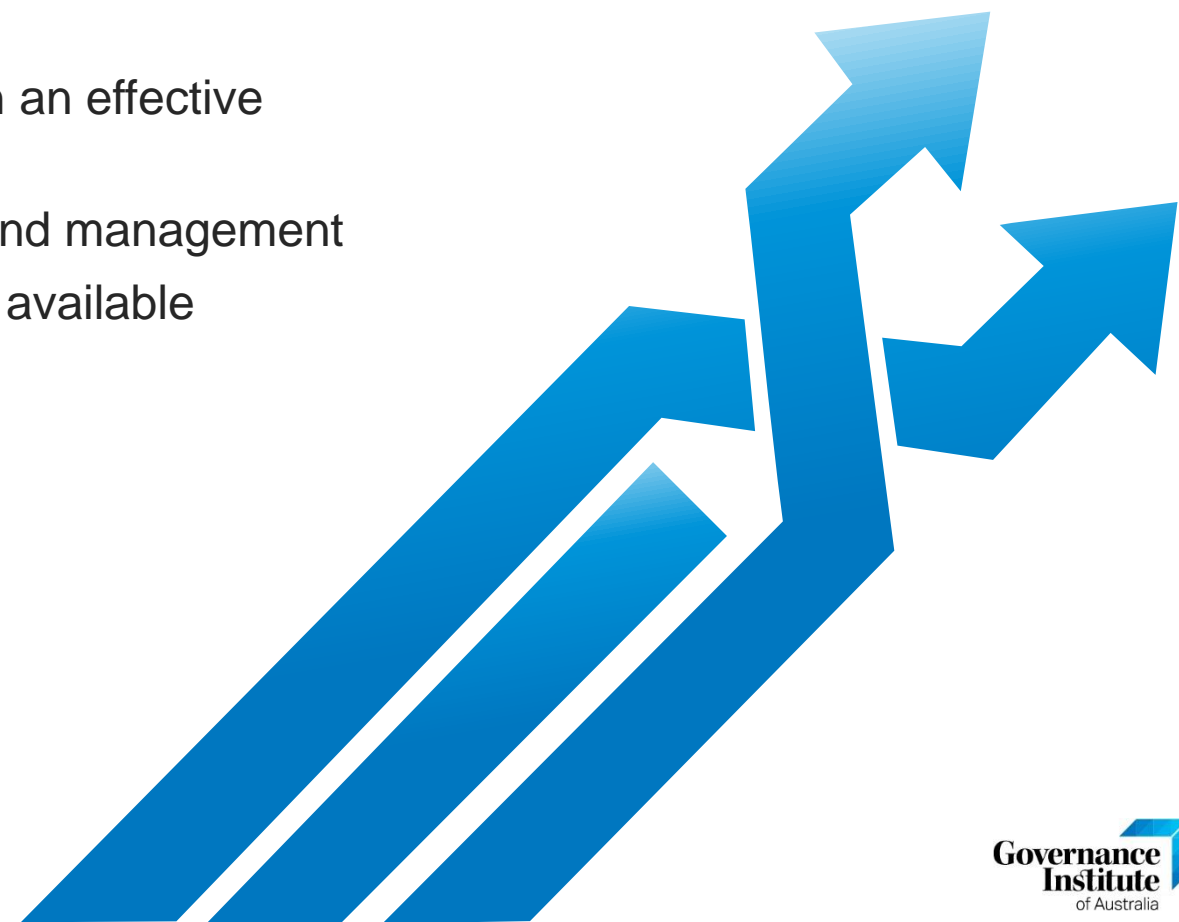 an effective
nd management
available
Governance
Institute
of Australia